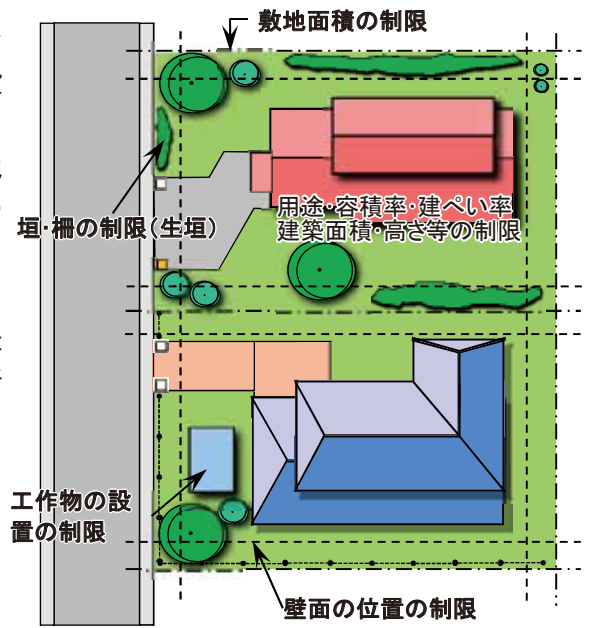 敷地面積の制限
垣・柵の制限(生垣)
用途・容積率・建ぺい率
建築面積・高さ等の制限
工作物の設
置の制限
壁面の位置の制限